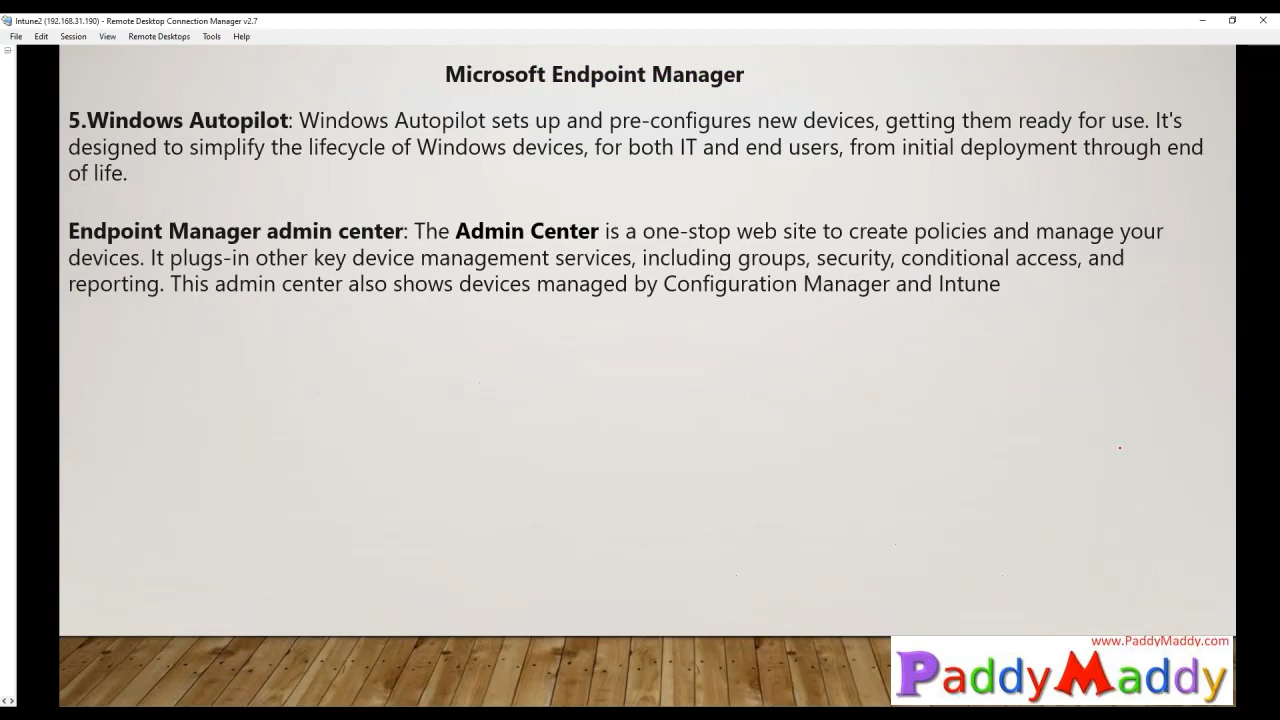 Intune2 (192.168.31.190) - Remote Desktop Connection Manager v2.7
File Edit Session View Remote Desktops Tools Help
Microsoft Endpoint Manager
5.Windows Autopilot: Windows Autopilot sets up and pre-configures new devices, getting them ready for use. It's
designed to simplify the lifecycle of Windows devices, for both IT and end users, from initial deployment through end
of life.
Endpoint Manager admin center: The Admin Center is a one-stop web site to create policies and manage your
devices. It plugs-in other key device management services, including groups, security, conditional access, and
reporting. This admin center also shows devices managed by Configuration Manager and Intune
www.PaddyMaddy.com
PaddyMaddy